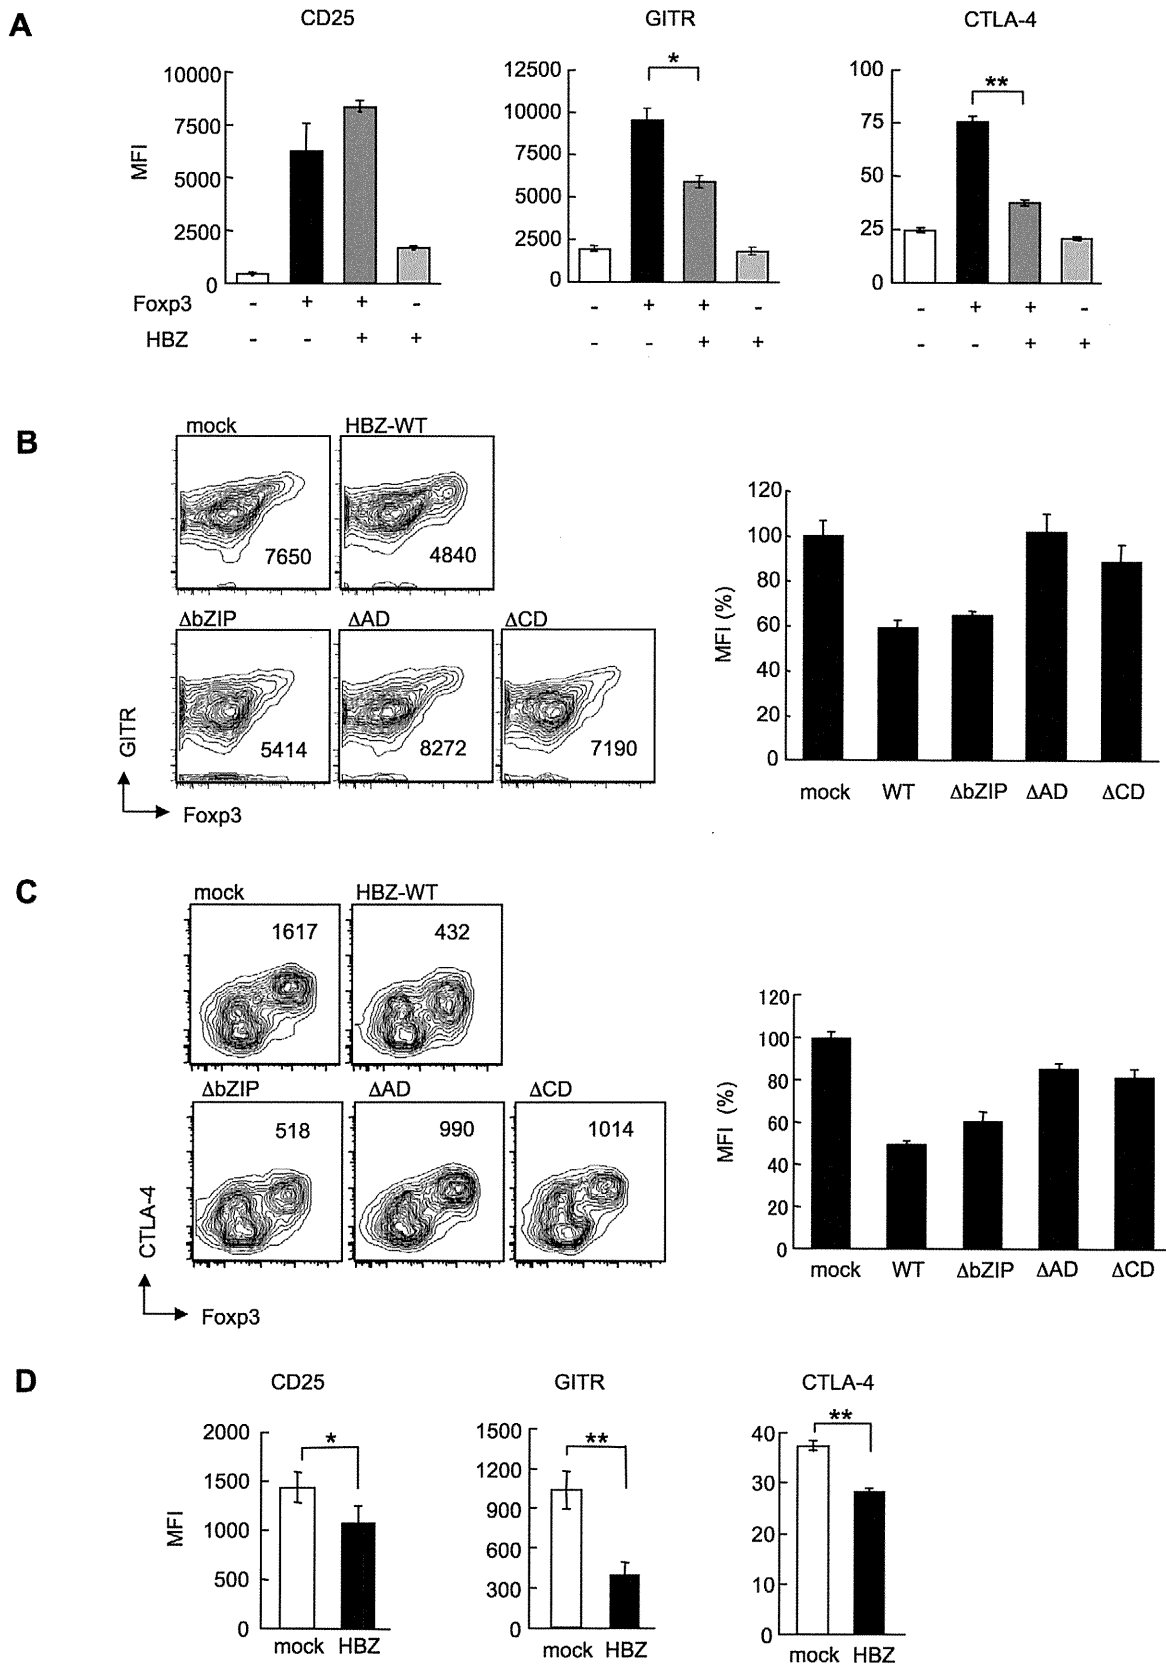 A
CD25
GITR
CTLA-4
MFI
10000
7500
5000
2500
0
12500
10000
7500
5000
2500
0
*
100
75
50
25
0
**
Foxp3 - + + -
- + + -
- + + -
HBZ - - + +
- - + +
- - + +
B
mock
HBZ-WT
7650
4840
ΔbZIP
ΔAD
ΔCD
5414
8272
7190
GITR
Foxp3
MFI (%)
120
100
80
60
40
20
0
mock WT ΔbZIP ΔAD ΔCD
C
mock
HBZ-WT
1617
432
ΔbZIP
ΔAD
ΔCD
518
990
1014
CTLA-4
Foxp3
MFI (%)
120
100
80
60
40
20
0
mock WT ΔbZIP ΔAD ΔCD
D
CD25
GITR
CTLA-4
MFI
2000
1500
1000
500
0
*
mock HBZ
1500
1200
900
600
300
0
**
mock HBZ
40
30
20
10
0
**
mock HBZ